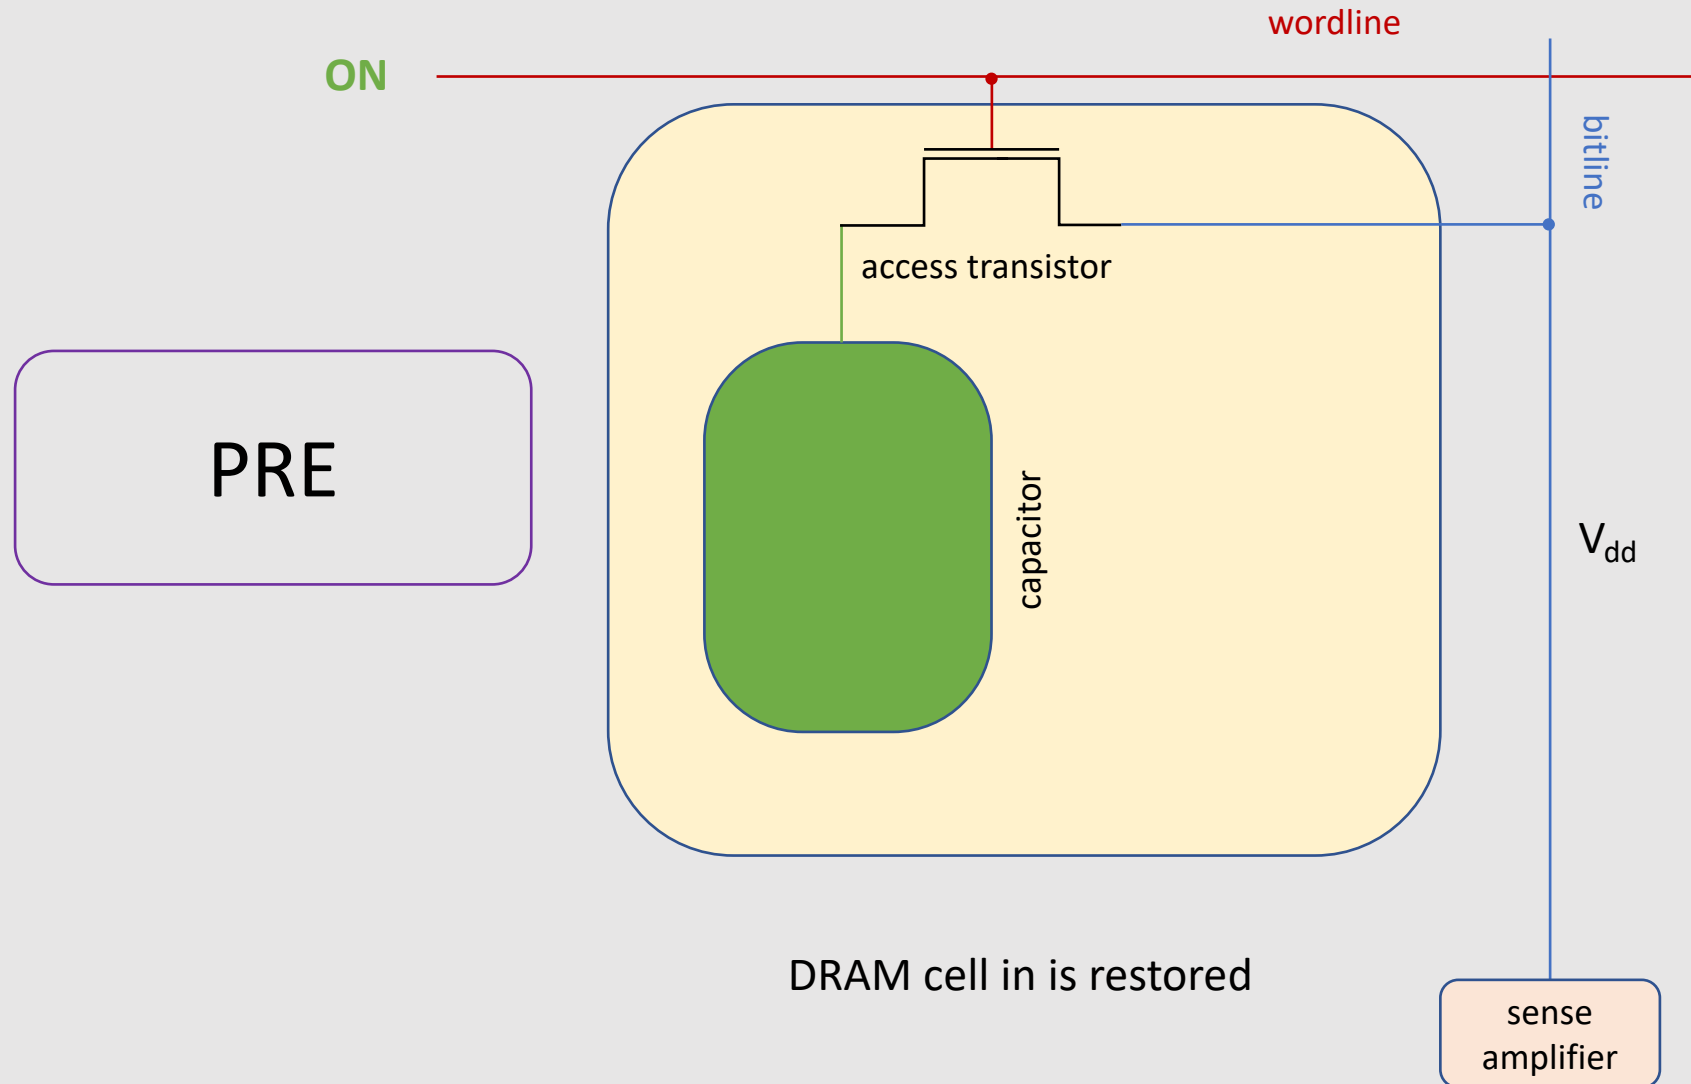 wordline
ON
bitline
access transistor
PRE
capacitor
Vdd
DRAM cell in is restored
sense
amplifier